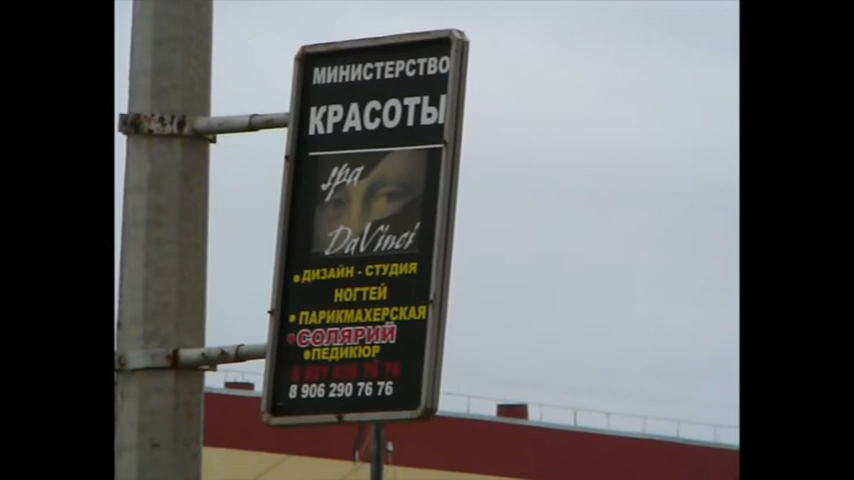 МИНИСТЕРСТВО
КРАСОТЫ
spa
DaVinci
•ДИЗАЙН - СТУДИЯ
НОГТЕЙ
•ПАРИКМАХЕРСКАЯ
•СОЛЯРИЙ
•ПЕДИКЮР
8 906 290 76 76